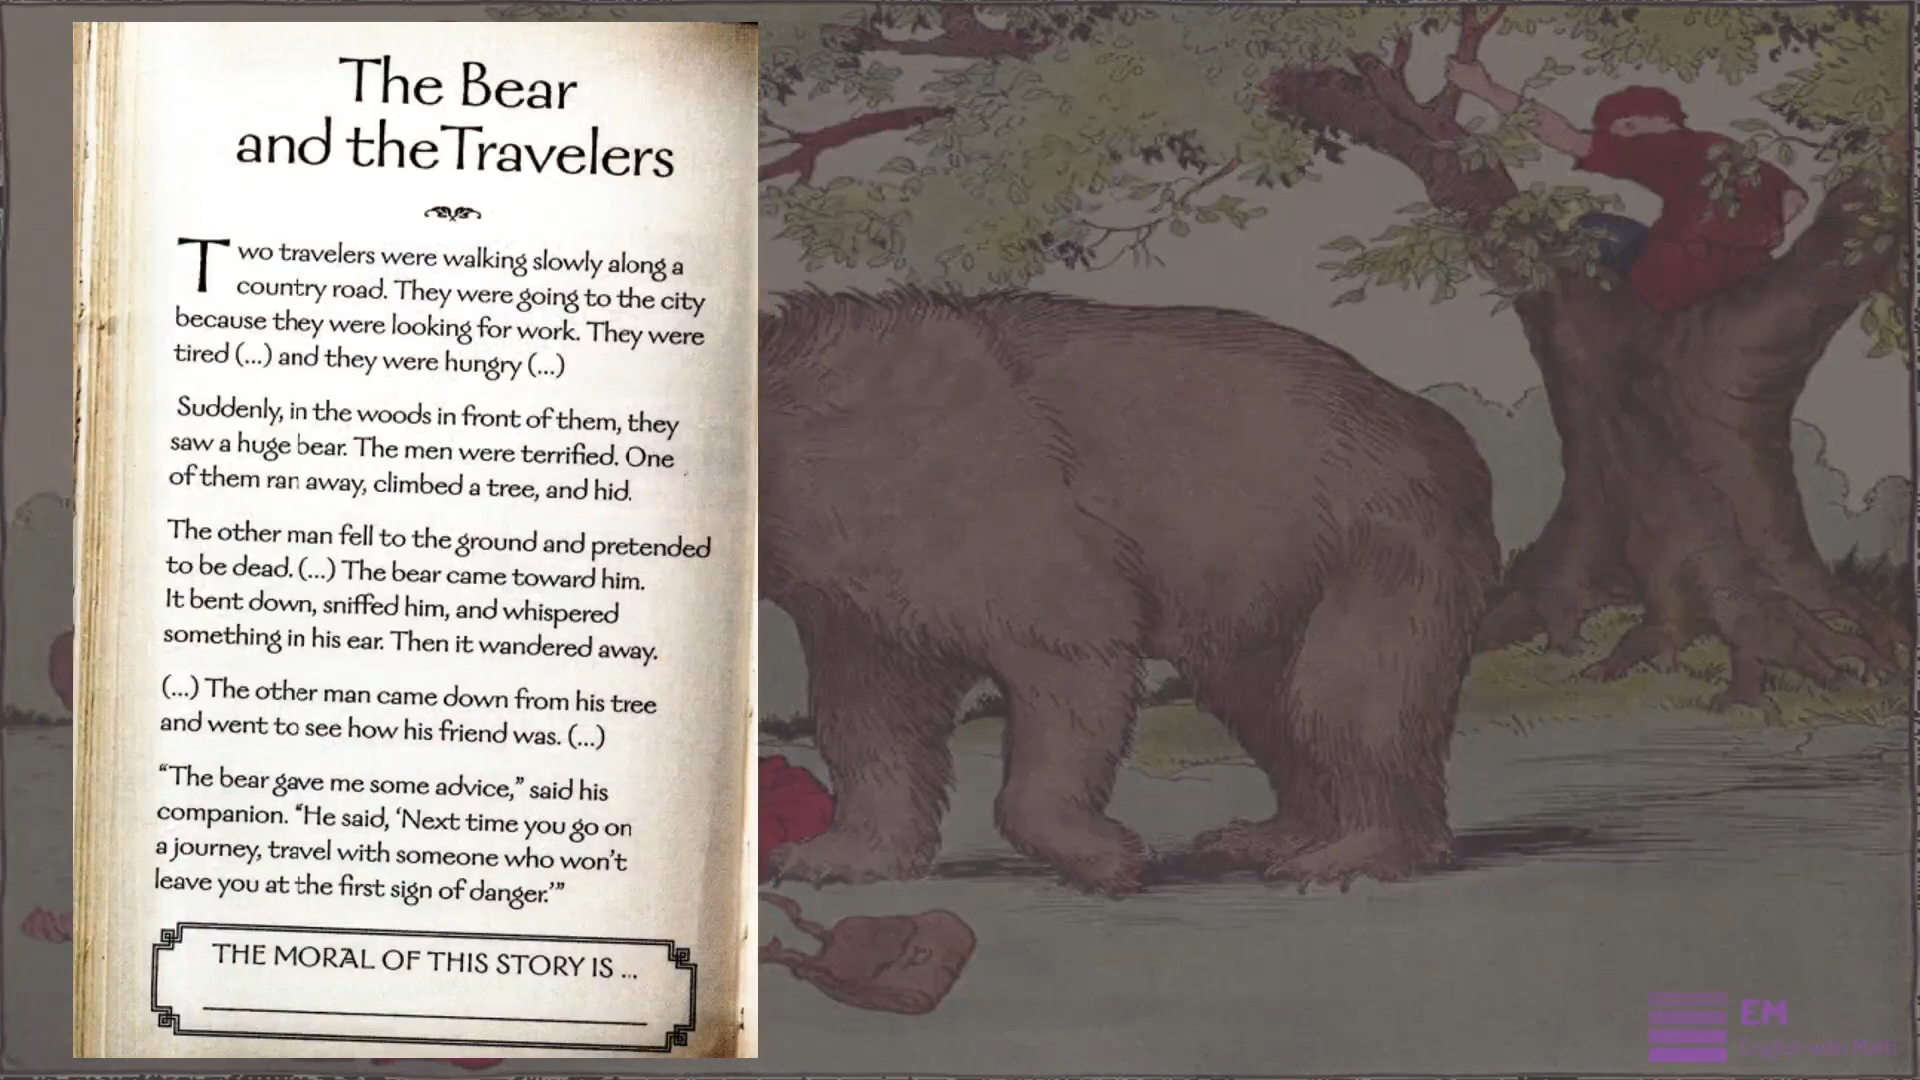 The Bear
and the Travelers
Two travelers were walking slowly along a
country road. They were going to the city
because they were looking for work. They were
tired (...) and they were hungry (...)
Suddenly, in the woods in front of them, they
saw a huge bear. The men were terrified. One
of them ran away, climbed a tree, and hid.
The other man fell to the ground and pretended
to be dead. (...) The bear came toward him.
It bent down, sniffed him, and whispered
something in his ear. Then it wandered away.
(...) The other man came down from his tree
and went to see how his friend was. (...)
“The bear gave me some advice,” said his
companion. “He said, ‘Next time you go on
a journey, travel with someone who won’t
leave you at the first sign of danger.’”
THE MORAL OF THIS STORY IS ...
EM
English with